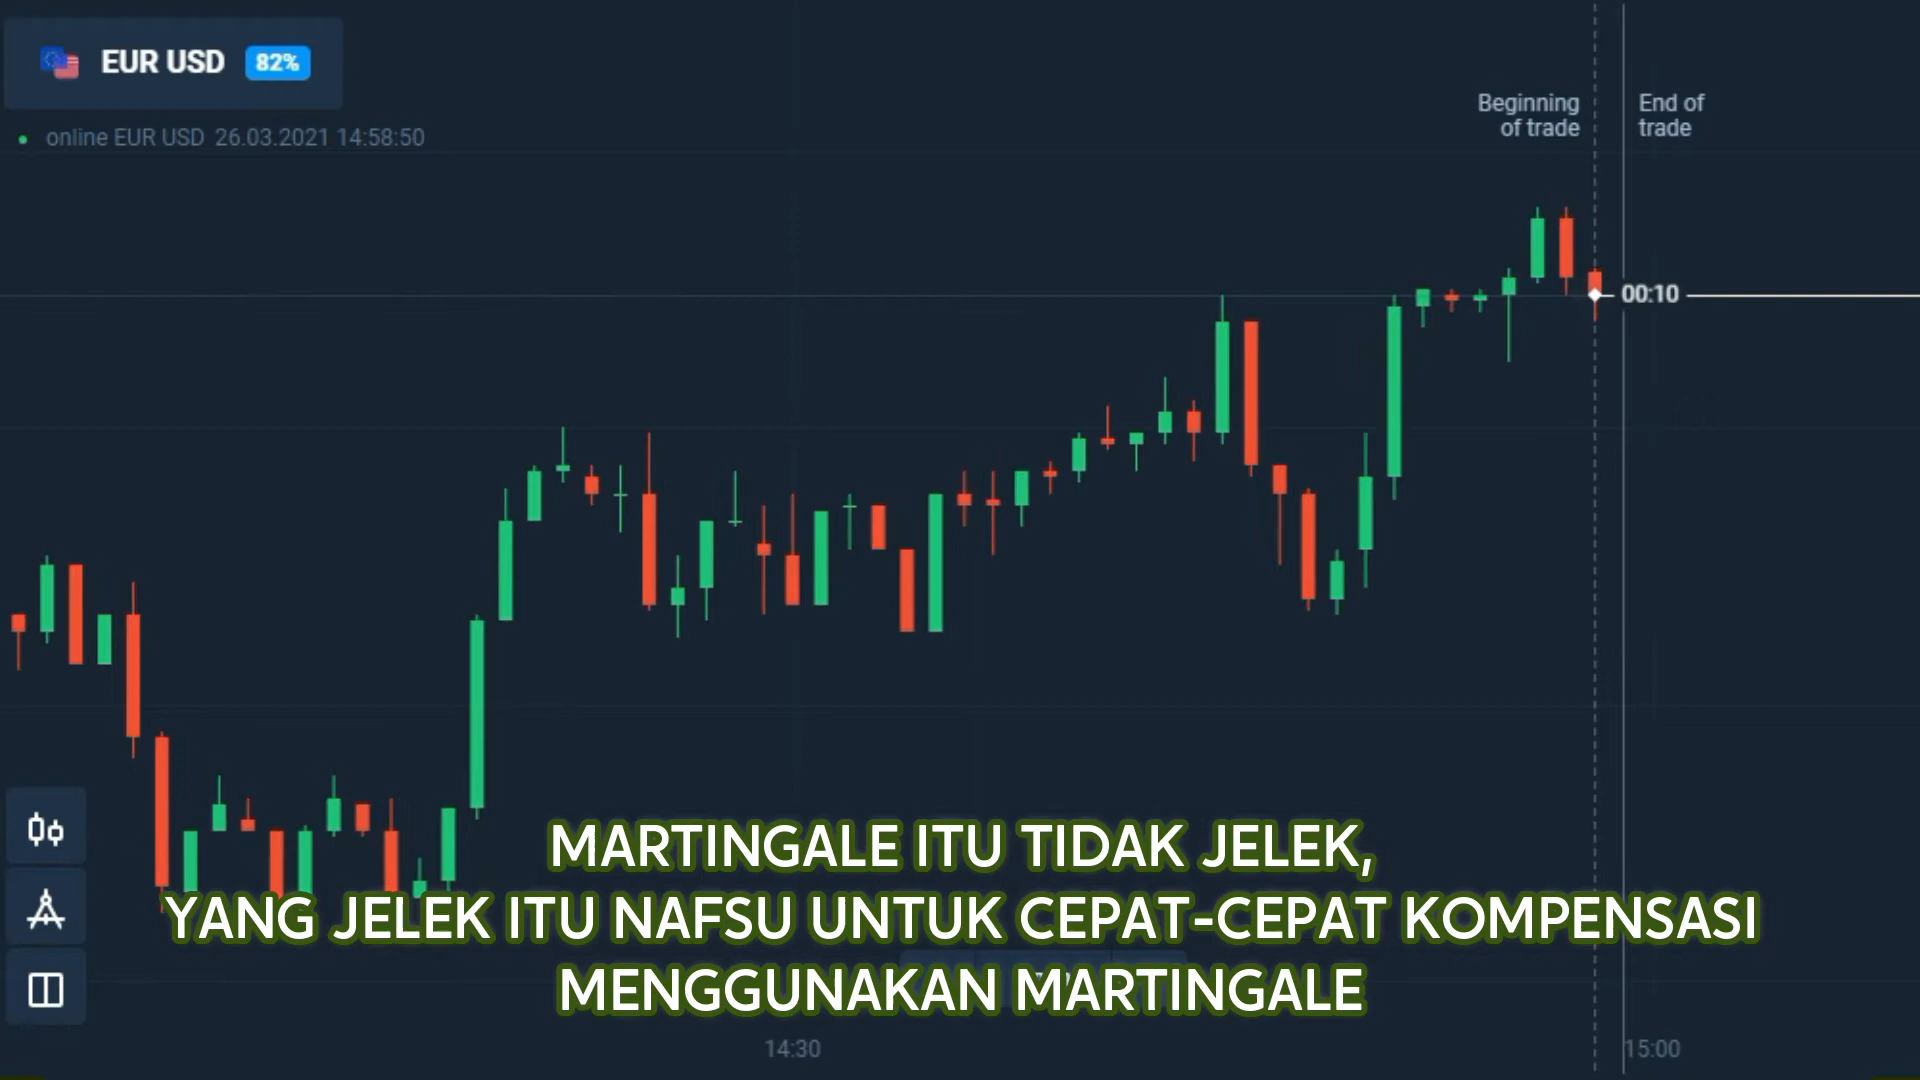 EUR USD 82%
online EUR USD 26.03.2021 14:58:50
Beginning
of trade
End of
trade
00:10
MARTINGALE ITU TIDAK JELEK,
YANG JELEK ITU NAFSU UNTUK CEPAT-CEPAT KOMPENSASI
MENGGUNAKAN MARTINGALE
14:30
15:00